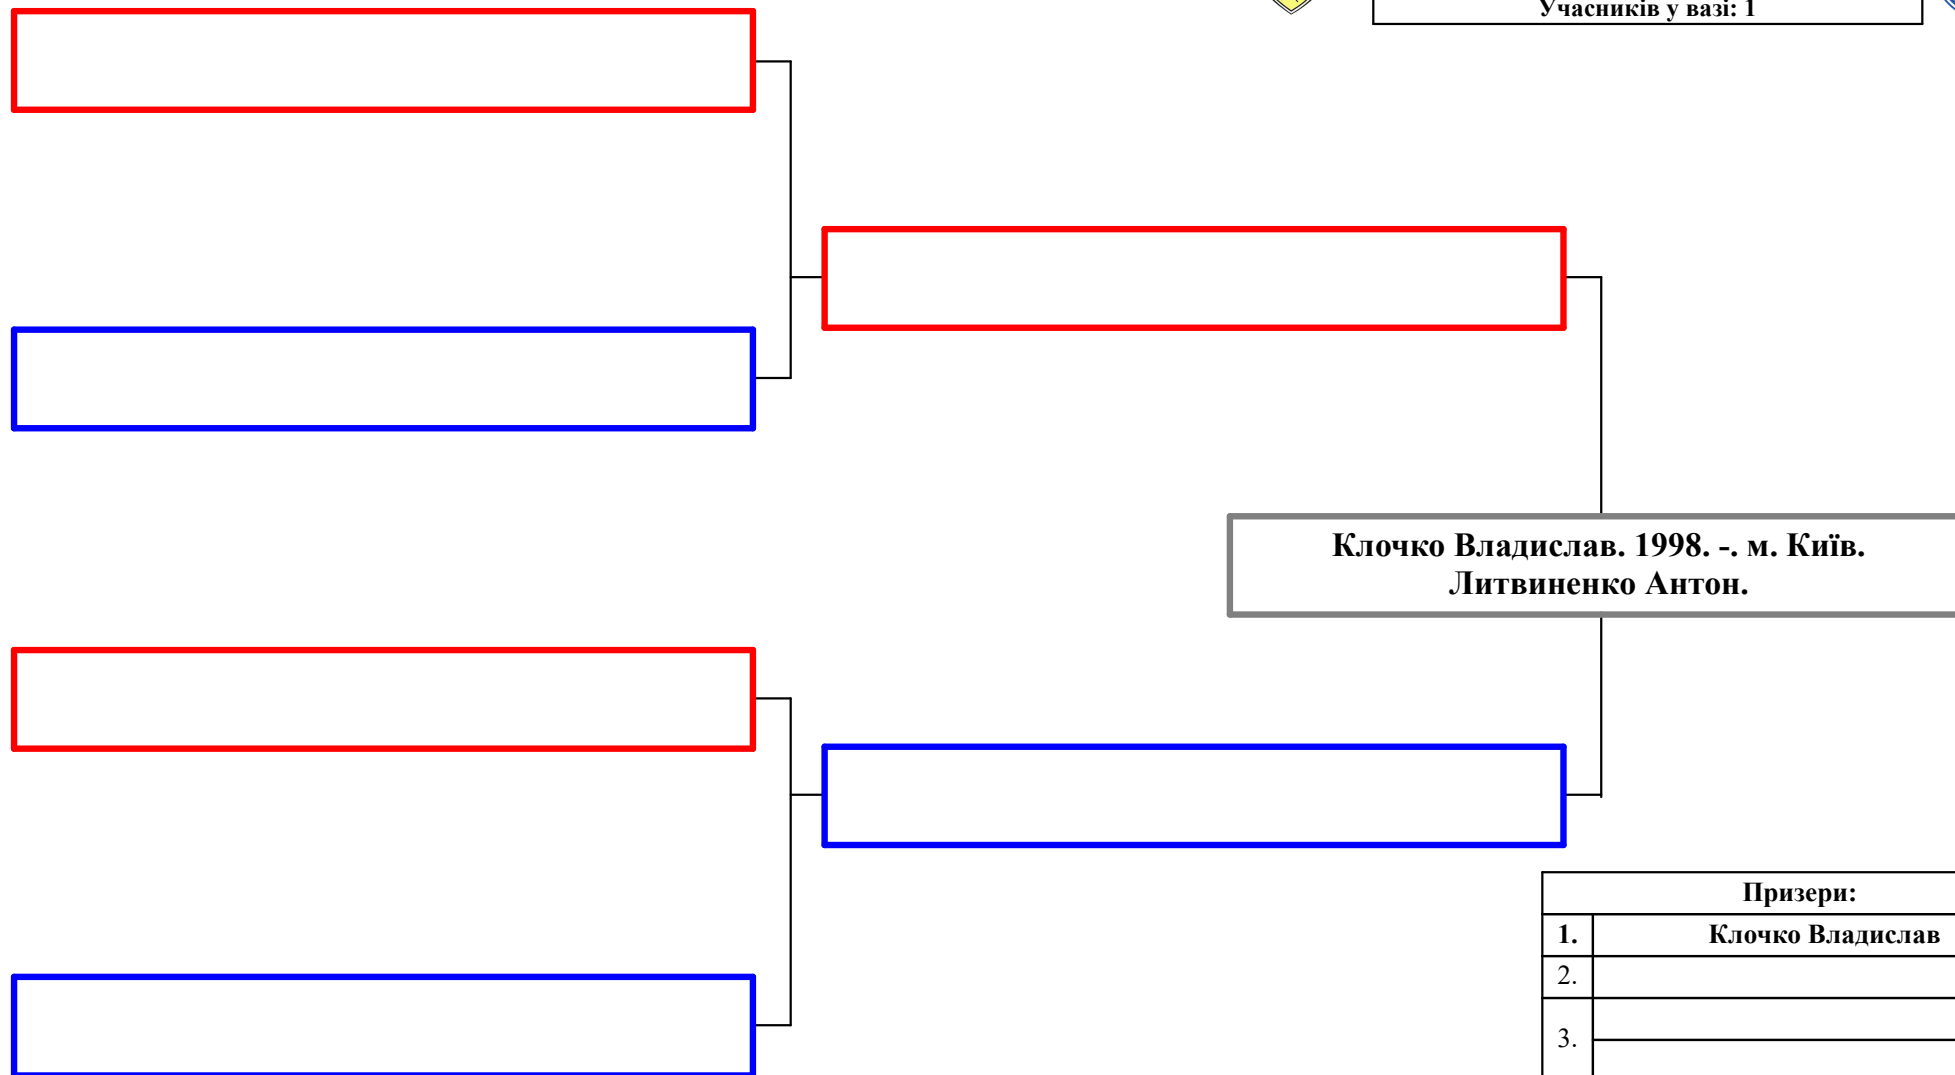 Учасників у вазі: 1
Клочко Владислав. 1998. -. м. Київ.
Литвиненко Антон.
Призери:
1. Клочко Владислав
2.
3.